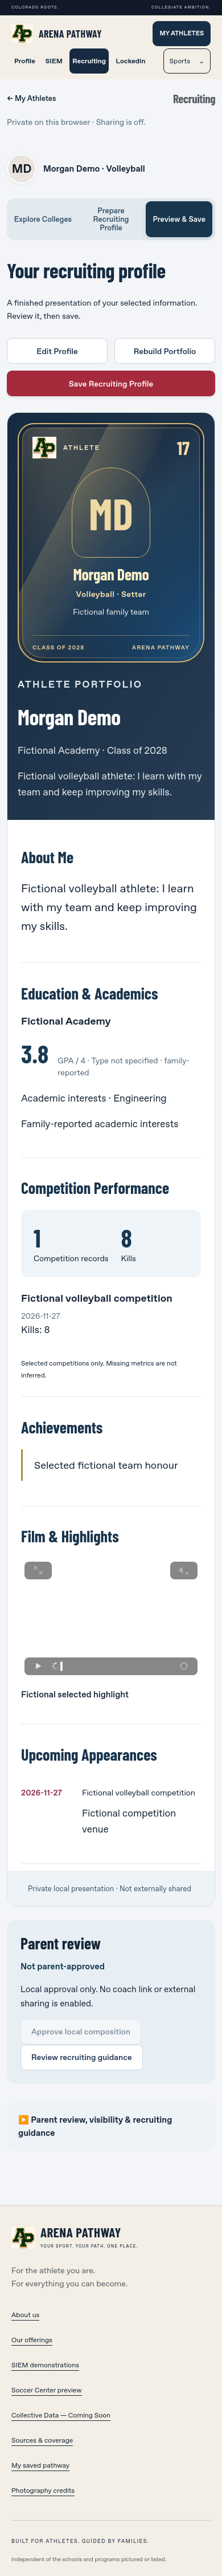 COLORADO ROOTS. COLLEGIATE AMBITION.
AP ARENA PATHWAY MY ATHLETES
Profile SIEM Recruiting LinkedIn Sports
← My Athletes Recruiting
Private on this browser · Sharing is off.
MD Morgan Demo · Volleyball
Explore Colleges
Prepare
Recruiting
Profile
Preview & Save
Your recruiting profile
A finished presentation of your selected information.
Review it, then save.
Edit Profile Rebuild Portfolio
Save Recruiting Profile
AP ATHLETE 17
MD
Morgan Demo
Volleyball · Setter
Fictional family team
CLASS OF 2028 ARENA PATHWAY
ATHLETE PORTFOLIO
Morgan Demo
Fictional Academy · Class of 2028
Fictional volleyball athlete: I learn with my
team and keep improving my skills.
About Me
Fictional volleyball athlete: I learn
with my team and keep improving
my skills.
Education & Academics
Fictional Academy
3.8 GPA / 4 · Type not specified · family-
reported
Academic interests · Engineering
Family-reported academic interests
Competition Performance
1 8
Competition records Kills
Fictional volleyball competition
2026-11-27
Kills: 8
Selected competitions only. Missing metrics are not
inferred.
Achievements
Selected fictional team honour
Film & Highlights
Fictional selected highlight
Upcoming Appearances
2026-11-27 Fictional volleyball competition
Fictional competition
venue
Private local presentation · Not externally shared
Parent review
Not parent-approved
Local approval only. No coach link or external
sharing is enabled.
Approve local composition
Review recruiting guidance
Parent review, visibility & recruiting
guidance
AP ARENA PATHWAY
YOUR SPORT. YOUR PATH. ONE PLACE.
For the athlete you are.
For everything you can become.
About us
Our offerings
SIEM demonstrations
Soccer Center preview
Collective Data — Coming Soon
Sources & coverage
My saved pathway
Photography credits
BUILT FOR ATHLETES. GUIDED BY FAMILIES.
Independent of the schools and programs pictured or listed.